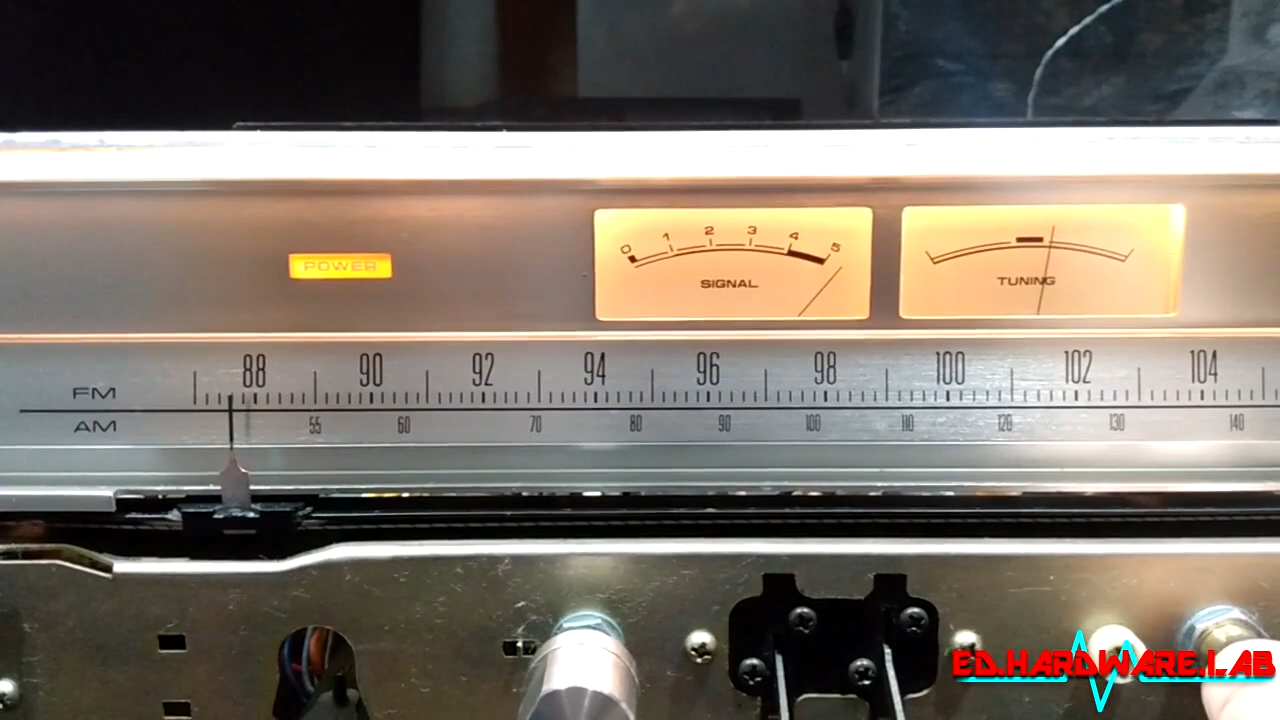 POWER
0 1 2 3 4 5
SIGNAL
TUNING
FM 88 90 92 94 96 98 100 102 104
AM 55 60 70 80 90 100 110 120 130 140
ED.HARDWARE.LAB